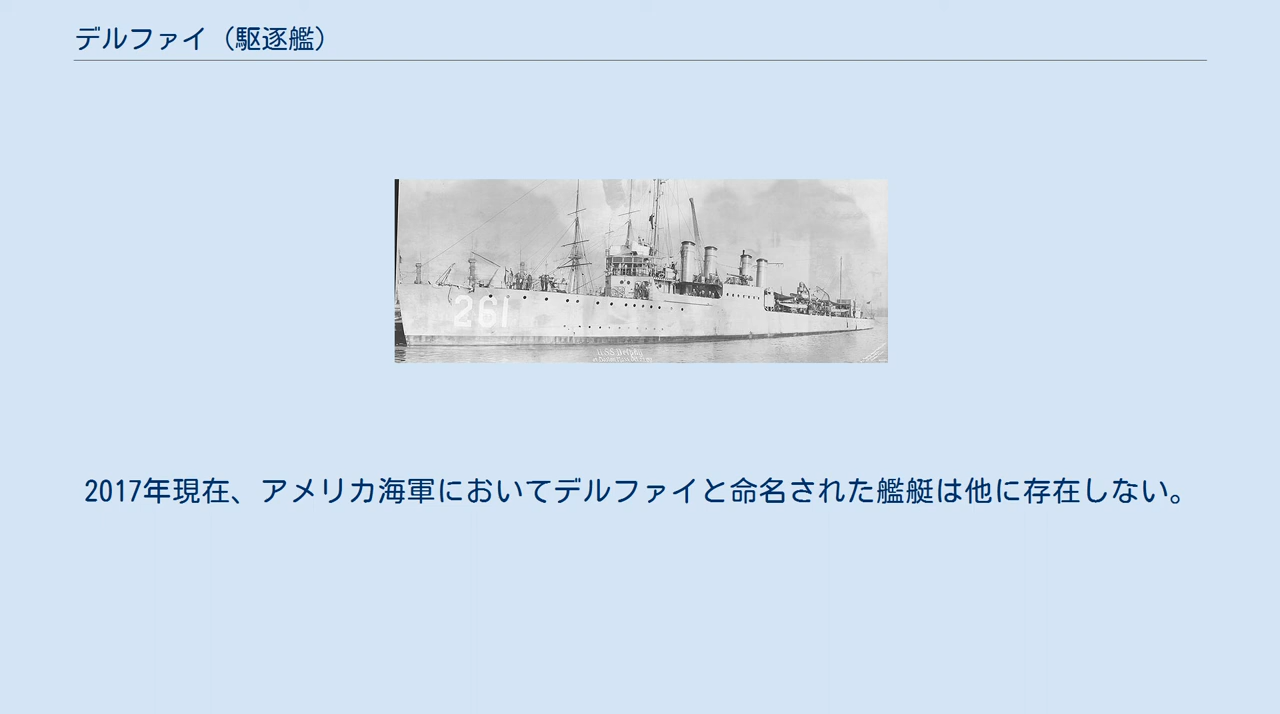 デルファイ（駆逐艦）
261
USS Delphy
2017年現在、アメリカ海軍においてデルファイと命名された艦艇は他に存在しない。